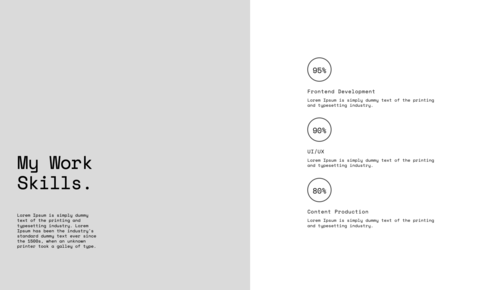 My Work
Skills.
Lorem Ipsum is simply dummy
text of the printing and
typesetting industry. Lorem
Ipsum has been the industry's
standard dummy text ever since
the 1500s, when an unknown
printer took a galley of type.
95%
Frontend Development
Lorem Ipsum is simply dummy text of the printing
and typesetting industry.
90%
UI/UX
Lorem Ipsum is simply dummy text of the printing
and typesetting industry.
80%
Content Production
Lorem Ipsum is simply dummy text of the printing
and typesetting industry.